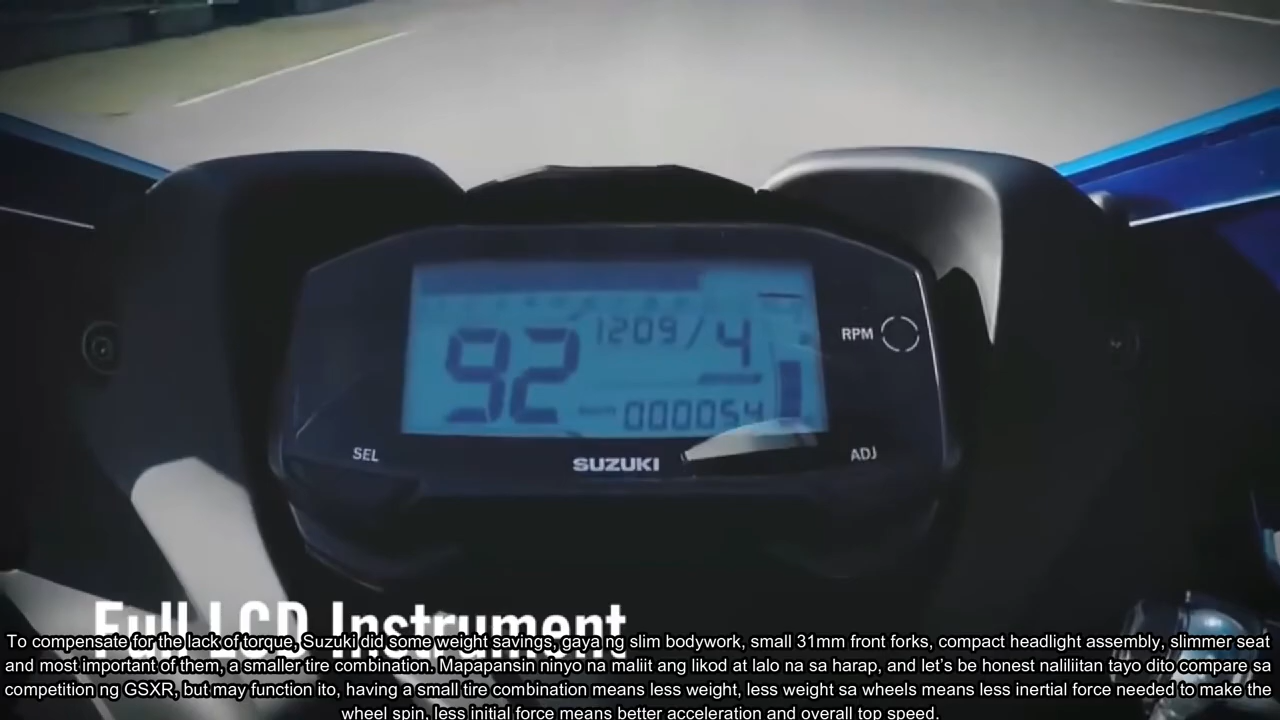 92
1209/4
RPM
000054
SEL
SUZUKI
ADJ
Full LCD Instrument
To compensate for the lack of torque, Suzuki did some weight savings, gaya ng slim bodywork, small 31mm front forks, compact headlight assembly, slimmer seat
and most important of them, a smaller tire combination. Mapapansin ninyo na maliit ang likod at lalo na sa harap, and let's be honest naliliitan tayo dito compare sa
competition ng GSXR, but may function ito, having a small tire combination means less weight, less weight sa wheels means less inertial force needed to make the
wheel spin, less initial force means better acceleration and overall top speed.